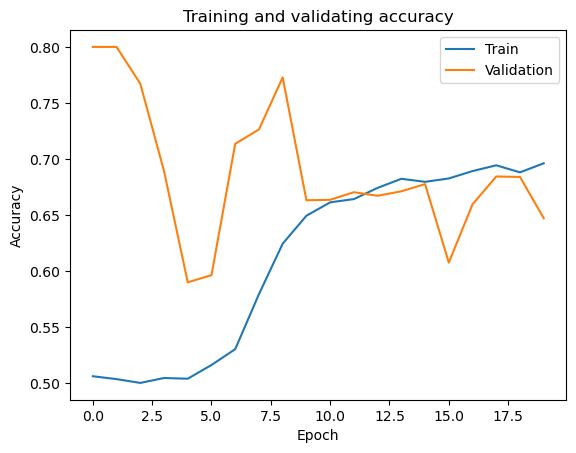 Training and validating accuracy
Train
Validation
Accuracy
0.80
0.75
0.70
0.65
0.60
0.55
0.50
0.0 2.5 5.0 7.5 10.0 12.5 15.0 17.5
Epoch